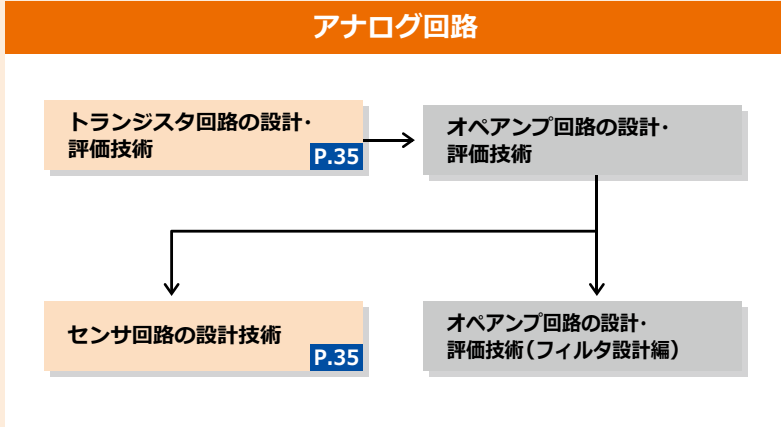 アナログ回路
トランジスタ回路の設計・
評価技術
P.35
オペアンプ回路の設計・
評価技術
センサ回路の設計技術
P.35
オペアンプ回路の設計・
評価技術（フィルタ設計編）